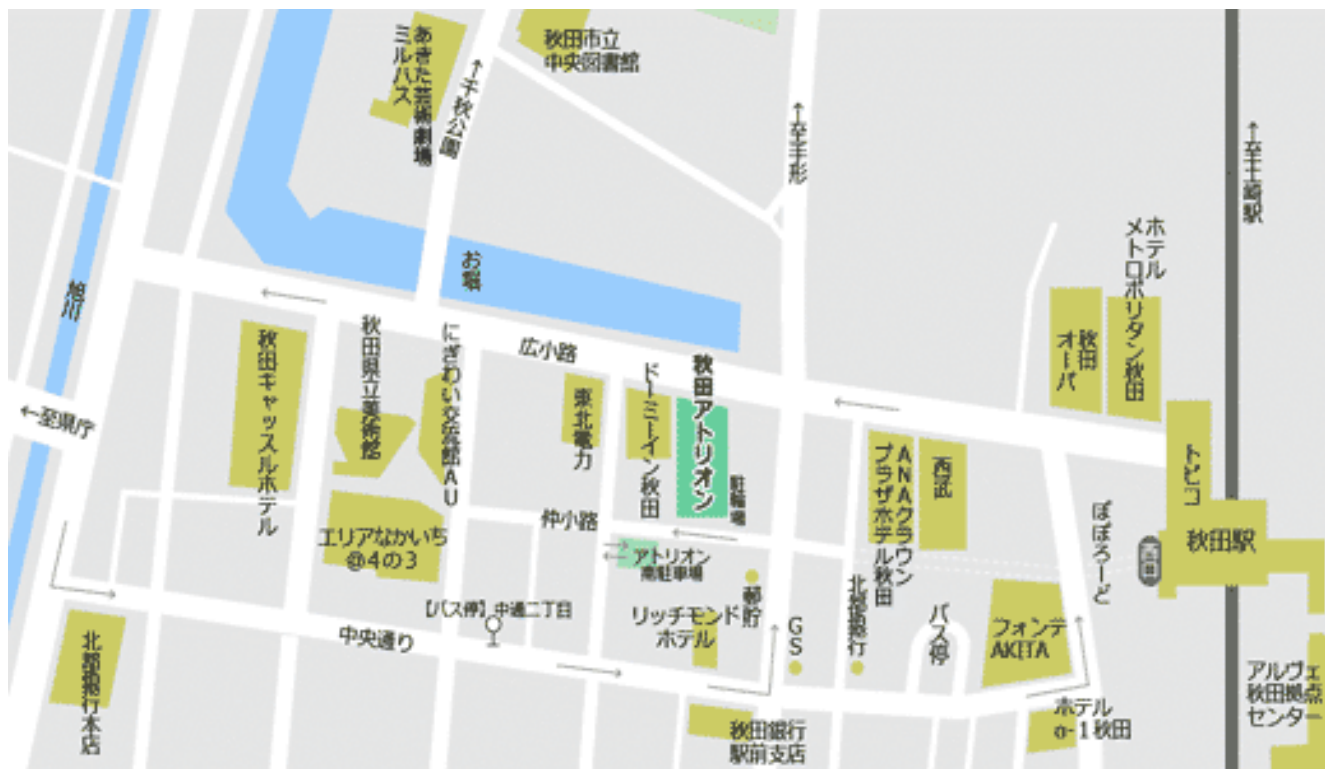 あきた芸術劇場
ミルハス
秋田市立
中央図書館
↑千秋公園
↑至手形
↑至土崎駅
ホテル
メトロポリタン秋田
秋田
オーパ
旭川
お堀
広小路
秋田キャッスルホテル
秋田県立美術館
にぎわい交流館AU
東北電力
ドーミーイン秋田
秋田アトリオン
駐輪場
ANAクラウン
プラザホテル秋田
西武
トピコ
秋田駅
ぽぽろーど
←至県庁
エリアなかいち
@4の3
仲小路
アトリオン
南駐車場
【バス停】中通二丁目
リッチモンド
ホテル
郵貯
GS
北都銀行
バス停
フォンテ
AKITA
中央通り
北都銀行本店
秋田銀行
駅前支店
ホテル
α-1秋田
アルヴェ
秋田拠点
センター